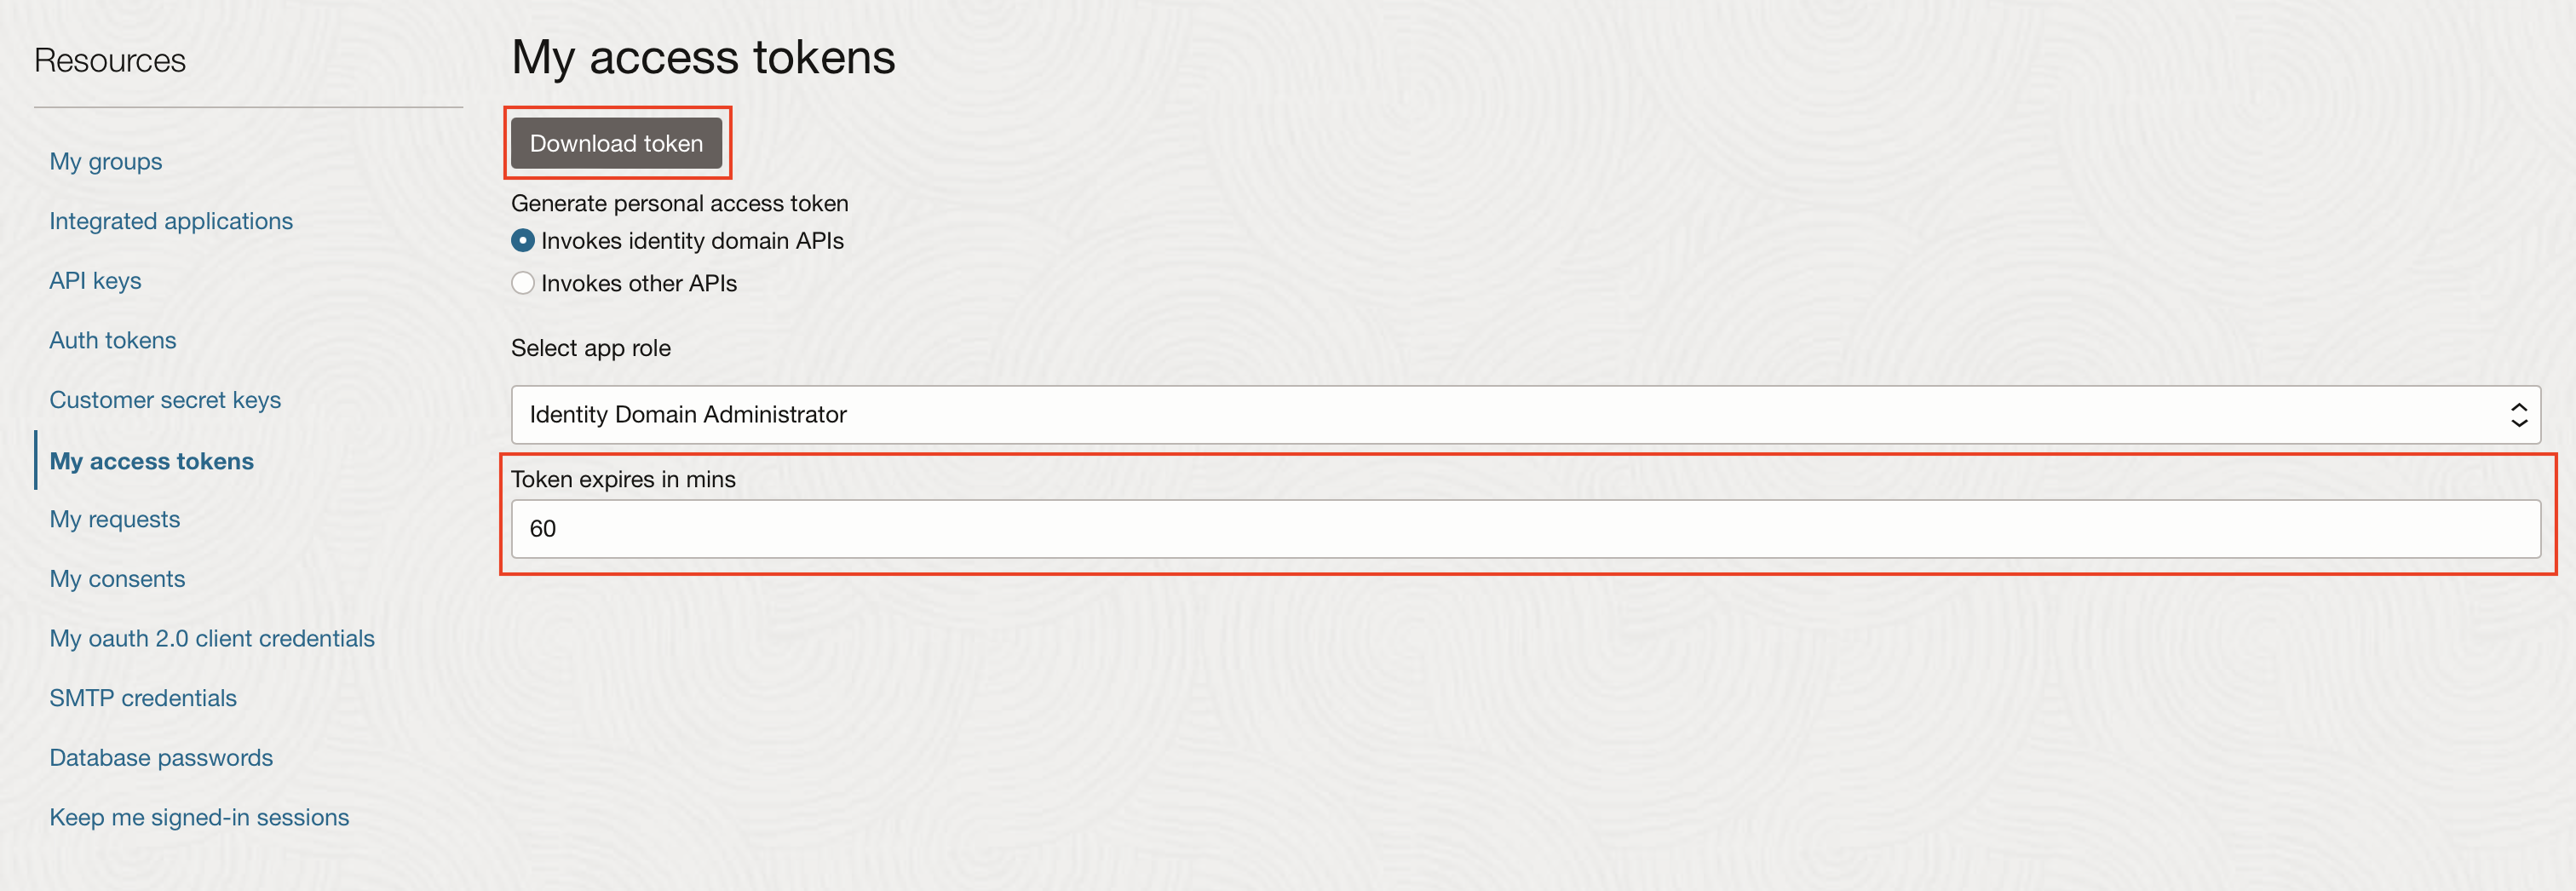 Resources
My groups
Integrated applications
API keys
Auth tokens
Customer secret keys
My access tokens
My requests
My consents
My oauth 2.0 client credentials
SMTP credentials
Database passwords
Keep me signed-in sessions
My access tokens
Download token
Generate personal access token
Invokes identity domain APIs
Invokes other APIs
Select app role
Identity Domain Administrator
Token expires in mins
60